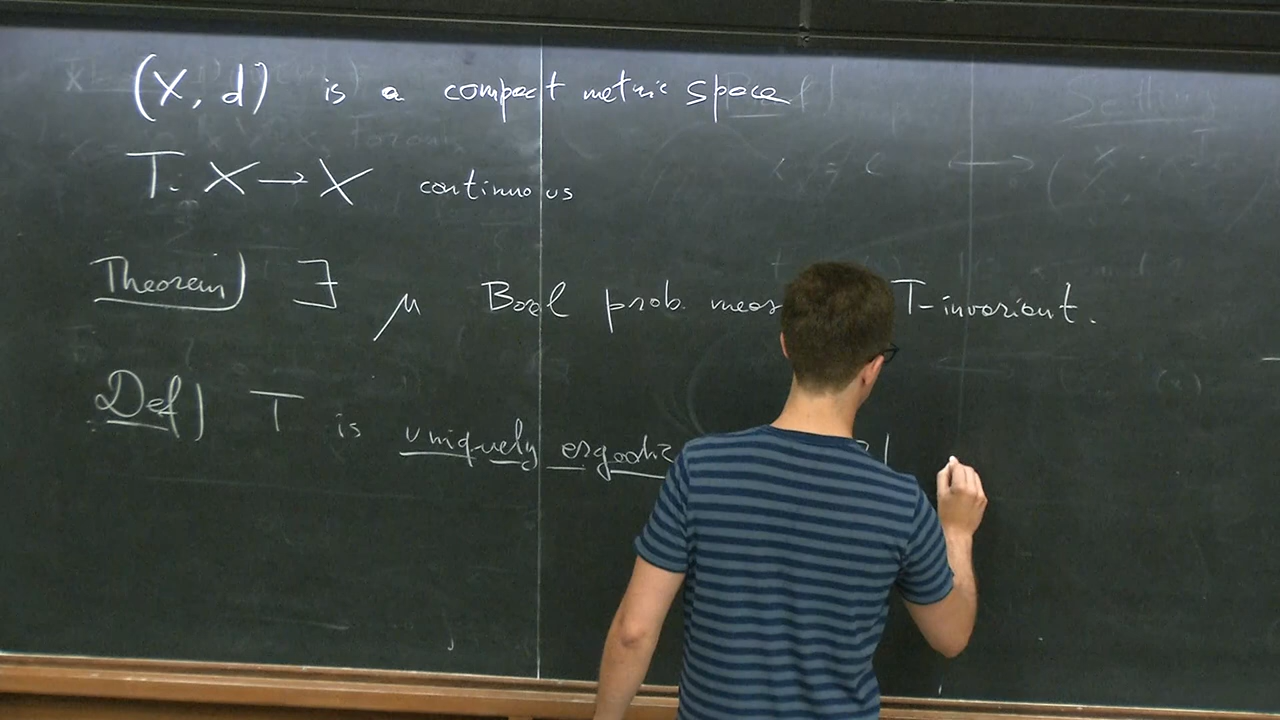 (X, d) is a compact metric space
T: X → X continuous
Theorem) ∃ μ Borel prob. meas T-invariant.
Def) T is uniquely ergodic ∃!